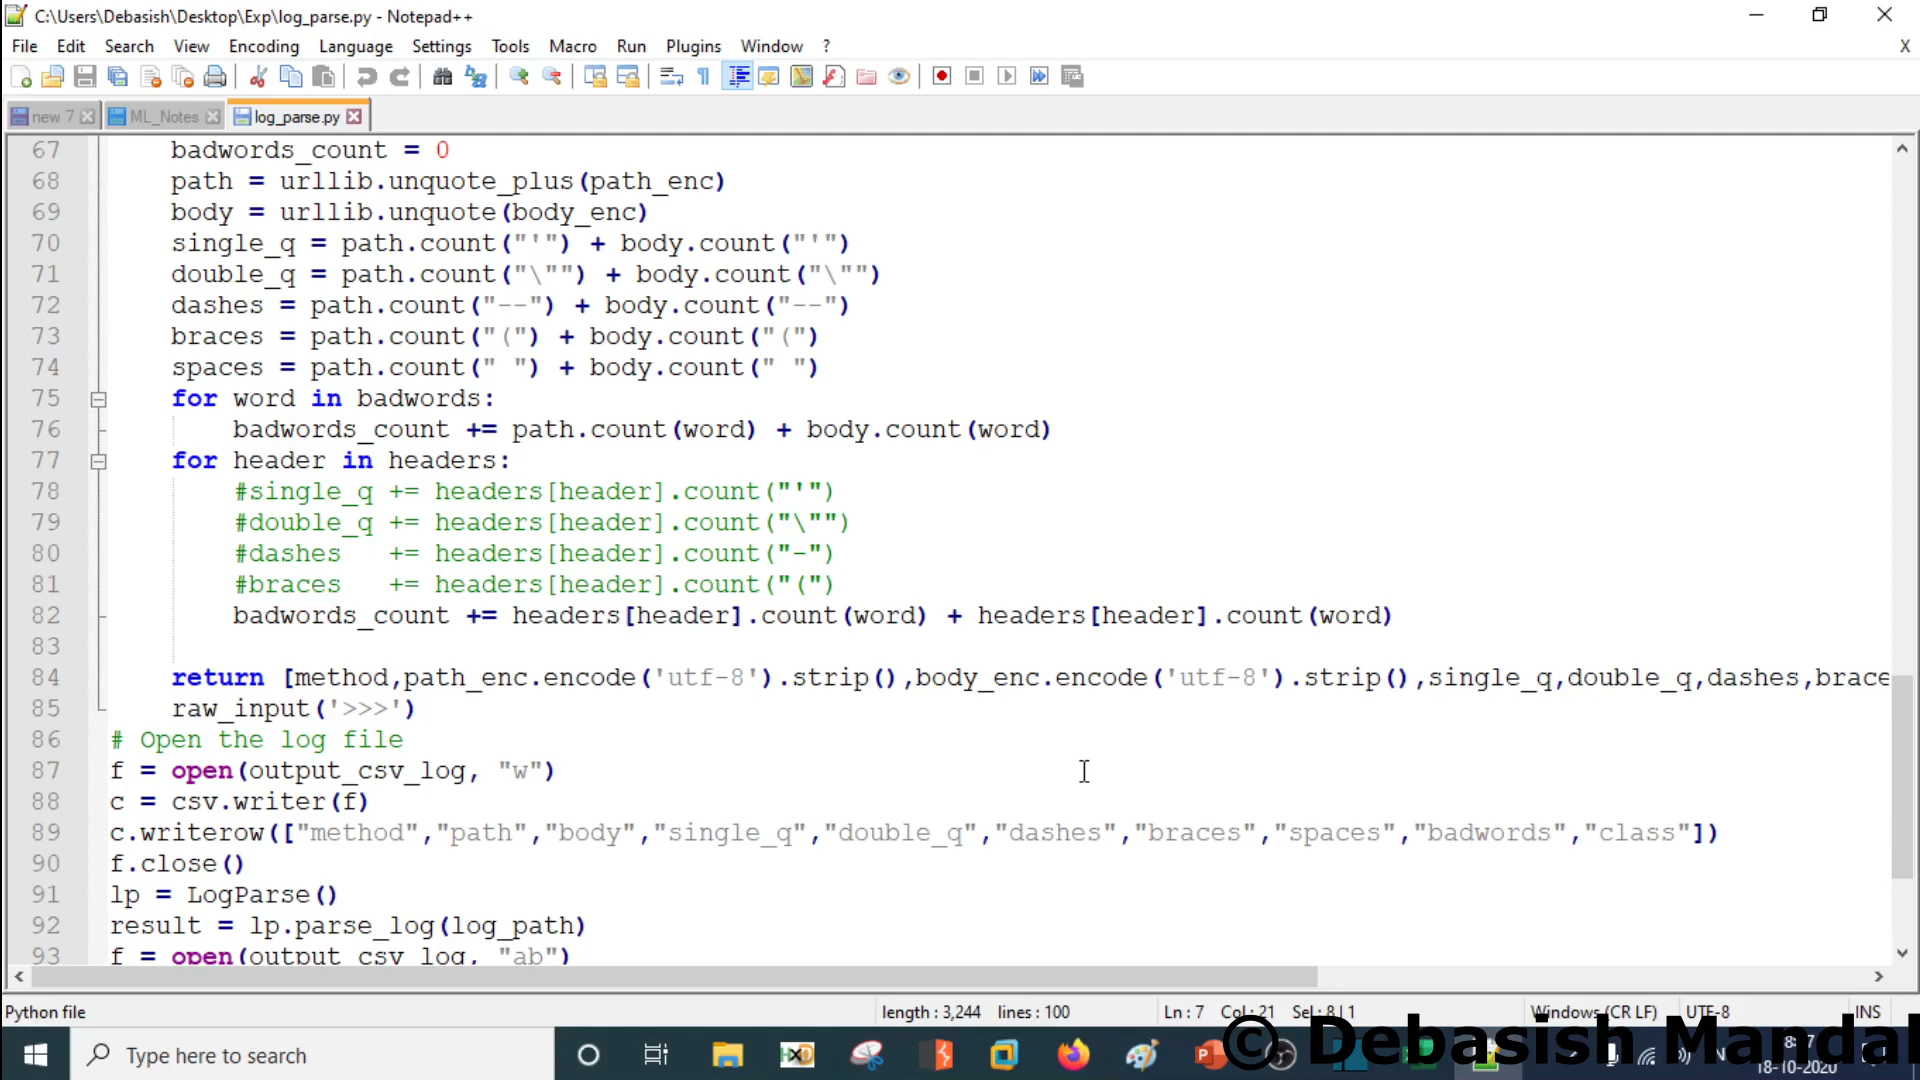 C:\Users\Debasish\Desktop\Exp\log_parse.py - Notepad++
File Edit Search View Encoding Language Settings Tools Macro Run Plugins Window ? X
new 7 ML_Notes log_parse.py
67 badwords_count = 0
68 path = urllib.unquote_plus(path_enc)
69 body = urllib.unquote(body_enc)
70 single_q = path.count("'") + body.count("'")
71 double_q = path.count("\"") + body.count("\"")
72 dashes = path.count("--") + body.count("--")
73 braces = path.count("(") + body.count("(")
74 spaces = path.count(" ") + body.count(" ")
75 for word in badwords:
76 badwords_count += path.count(word) + body.count(word)
77 for header in headers:
78 #single_q += headers[header].count("'")
79 #double_q += headers[header].count("\"")
80 #dashes   += headers[header].count("-")
81 #braces   += headers[header].count("(")
82 badwords_count += headers[header].count(word) + headers[header].count(word)
83
84 return [method,path_enc.encode('utf-8').strip(),body_enc.encode('utf-8').strip(),single_q,double_q,dashes,brace
85 raw_input('>>>')
86 # Open the log file
87 f = open(output_csv_log, "w")
88 c = csv.writer(f)
89 c.writerow(["method","path","body","single_q","double_q","dashes","braces","spaces","badwords","class"])
90 f.close()
91 lp = LogParse()
92 result = lp.parse_log(log_path)
93 f = open(output_csv_log, "ab")
Python file length : 3,244 lines : 100 Ln : 7 Col : 21 Sel : 8 | 1 Windows (CR LF) UTF-8 INS
Type here to search
© Debasish Mandal
18-10-2020